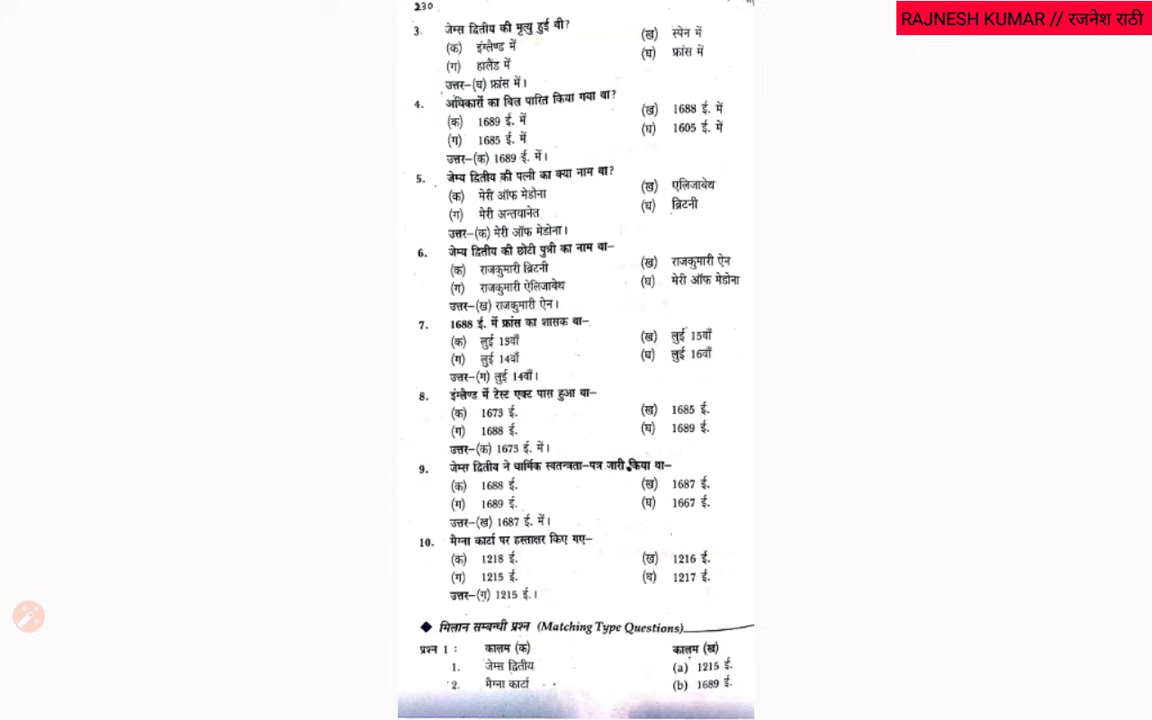 230
RAJNESH KUMAR // रजनेश राठी
3. जेम्स द्वितीय की मृत्यु हुई थी?
(क) इंग्लैण्ड में (ख) स्पेन में
(ग) हालैंड में (घ) फ्रांस में
उत्तर–(घ) फ्रांस में।
4. अधिकारों का बिल पारित किया गया था?
(क) 1689 ई. में (ख) 1688 ई. में
(ग) 1685 ई. में (घ) 1605 ई. में
उत्तर–(क) 1689 ई. में।
5. जेम्य द्वितीय की पत्नी का क्या नाम था?
(क) मेरी ऑफ मेडोना (ख) एलिजाबेथ
(ग) मेरी अन्तयानेत (घ) ब्रिटनी
उत्तर–(क) मेरी ऑफ मेडोना।
6. जेम्य द्वितीय की छोटी पुत्री का नाम था–
(क) राजकुमारी ब्रिटनी (ख) राजकुमारी ऐन
(ग) राजकुमारी ऐलिजाबेथ (घ) मेरी ऑफ मेडोना
उत्तर–(ख) राजकुमारी ऐन।
7. 1688 ई. में फ्रांस का शासक था–
(क) लुई 13वाँ (ख) लुई 15वाँ
(ग) लुई 14वाँ (घ) लुई 16वाँ
उत्तर–(ग) लुई 14वाँ।
8. इंग्लैण्ड में टेस्ट एक्ट पास हुआ था–
(क) 1673 ई. (ख) 1685 ई.
(ग) 1688 ई. (घ) 1689 ई.
उत्तर–(क) 1673 ई. में।
9. जेम्स द्वितीय ने धार्मिक स्वतन्त्रता–पत्र जारी किया था–
(क) 1688 ई. (ख) 1687 ई.
(ग) 1689 ई. (घ) 1667 ई.
उत्तर–(ख) 1687 ई. में।
10. मैग्ना कार्टा पर हस्ताक्षर किए गए–
(क) 1218 ई. (ख) 1216 ई.
(ग) 1215 ई. (घ) 1217 ई.
उत्तर–(ग) 1215 ई.।
◆ मिलान सम्बन्धी प्रश्न (Matching Type Questions)
प्रश्न 1 : कालम (क) कालम (ख)
1. जेम्स द्वितीय (a) 1215 ई.
2. मैग्ना कार्टा (b) 1689 ई.